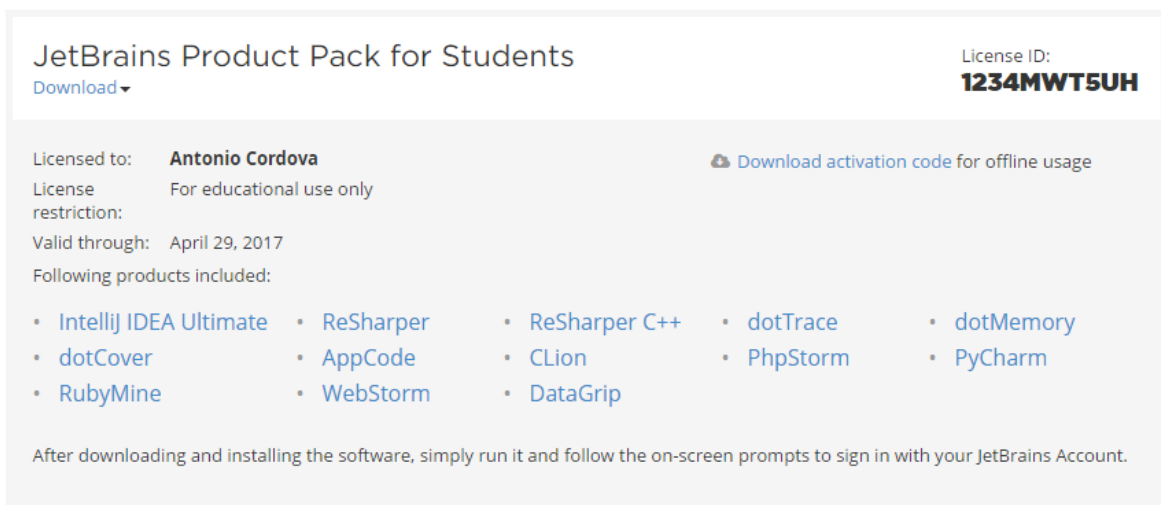 JetBrains Product Pack for Students
Download
License ID:
1234MWT5UH
Licensed to: Antonio Cordova
Download activation code for offline usage
License restriction: For educational use only
Valid through: April 29, 2017
Following products included:
• IntelliJ IDEA Ultimate • ReSharper • ReSharper C++ • dotTrace • dotMemory
• dotCover • AppCode • CLion • PhpStorm • PyCharm
• RubyMine • WebStorm • DataGrip
After downloading and installing the software, simply run it and follow the on-screen prompts to sign in with your JetBrains Account.